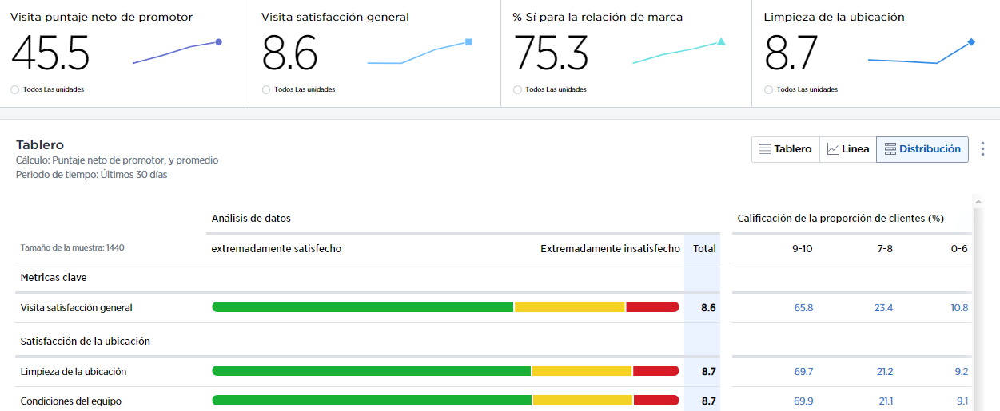 Visita puntaje neto de promotor
45.5
Todos Las unidades
Visita satisfacción general
8.6
Todos Las unidades
% Sí para la relación de marca
75.3
Todos Las unidades
Limpieza de la ubicación
8.7
Todos Las unidades
Tablero
Cálculo: Puntaje neto de promotor, y promedio
Periodo de tiempo: Últimos 30 días
Tablero Linea Distribución
Análisis de datos Calificación de la proporción de clientes (%)
Tamaño de la muestra: 1440 extremadamente satisfecho Extremadamente insatisfecho Total 9-10 7-8 0-6
Metricas clave
Visita satisfacción general 8.6 65.8 23.4 10.8
Satisfacción de la ubicación
Limpieza de la ubicación 8.7 69.7 21.2 9.2
Condiciones del equipo 8.7 69.9 21.1 9.1